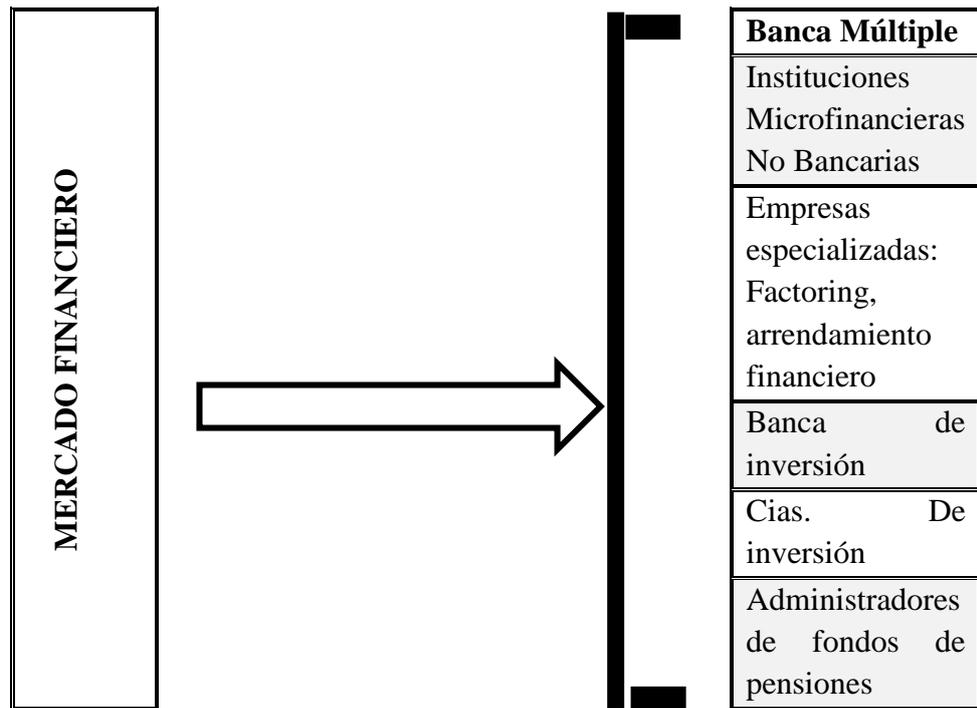 MERCADO FINANCIERO
Banca Múltiple
Instituciones
Microfinancieras
No Bancarias
Empresas
especializadas:
Factoring,
arrendamiento
financiero
Banca de
inversión
Cias. De
inversión
Administradores
de fondos de
pensiones